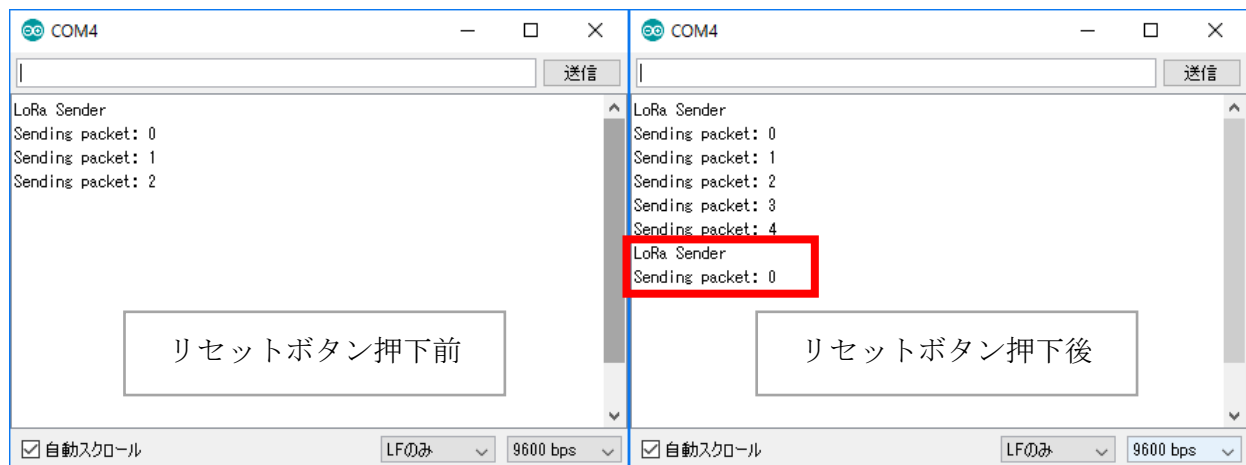 COM4
送信
LoRa Sender
Sending packet: 0
Sending packet: 1
Sending packet: 2
リセットボタン押下前
自動スクロール
LFのみ
9600 bps
COM4
送信
LoRa Sender
Sending packet: 0
Sending packet: 1
Sending packet: 2
Sending packet: 3
Sending packet: 4
LoRa Sender
Sending packet: 0
リセットボタン押下後
自動スクロール
LFのみ
9600 bps